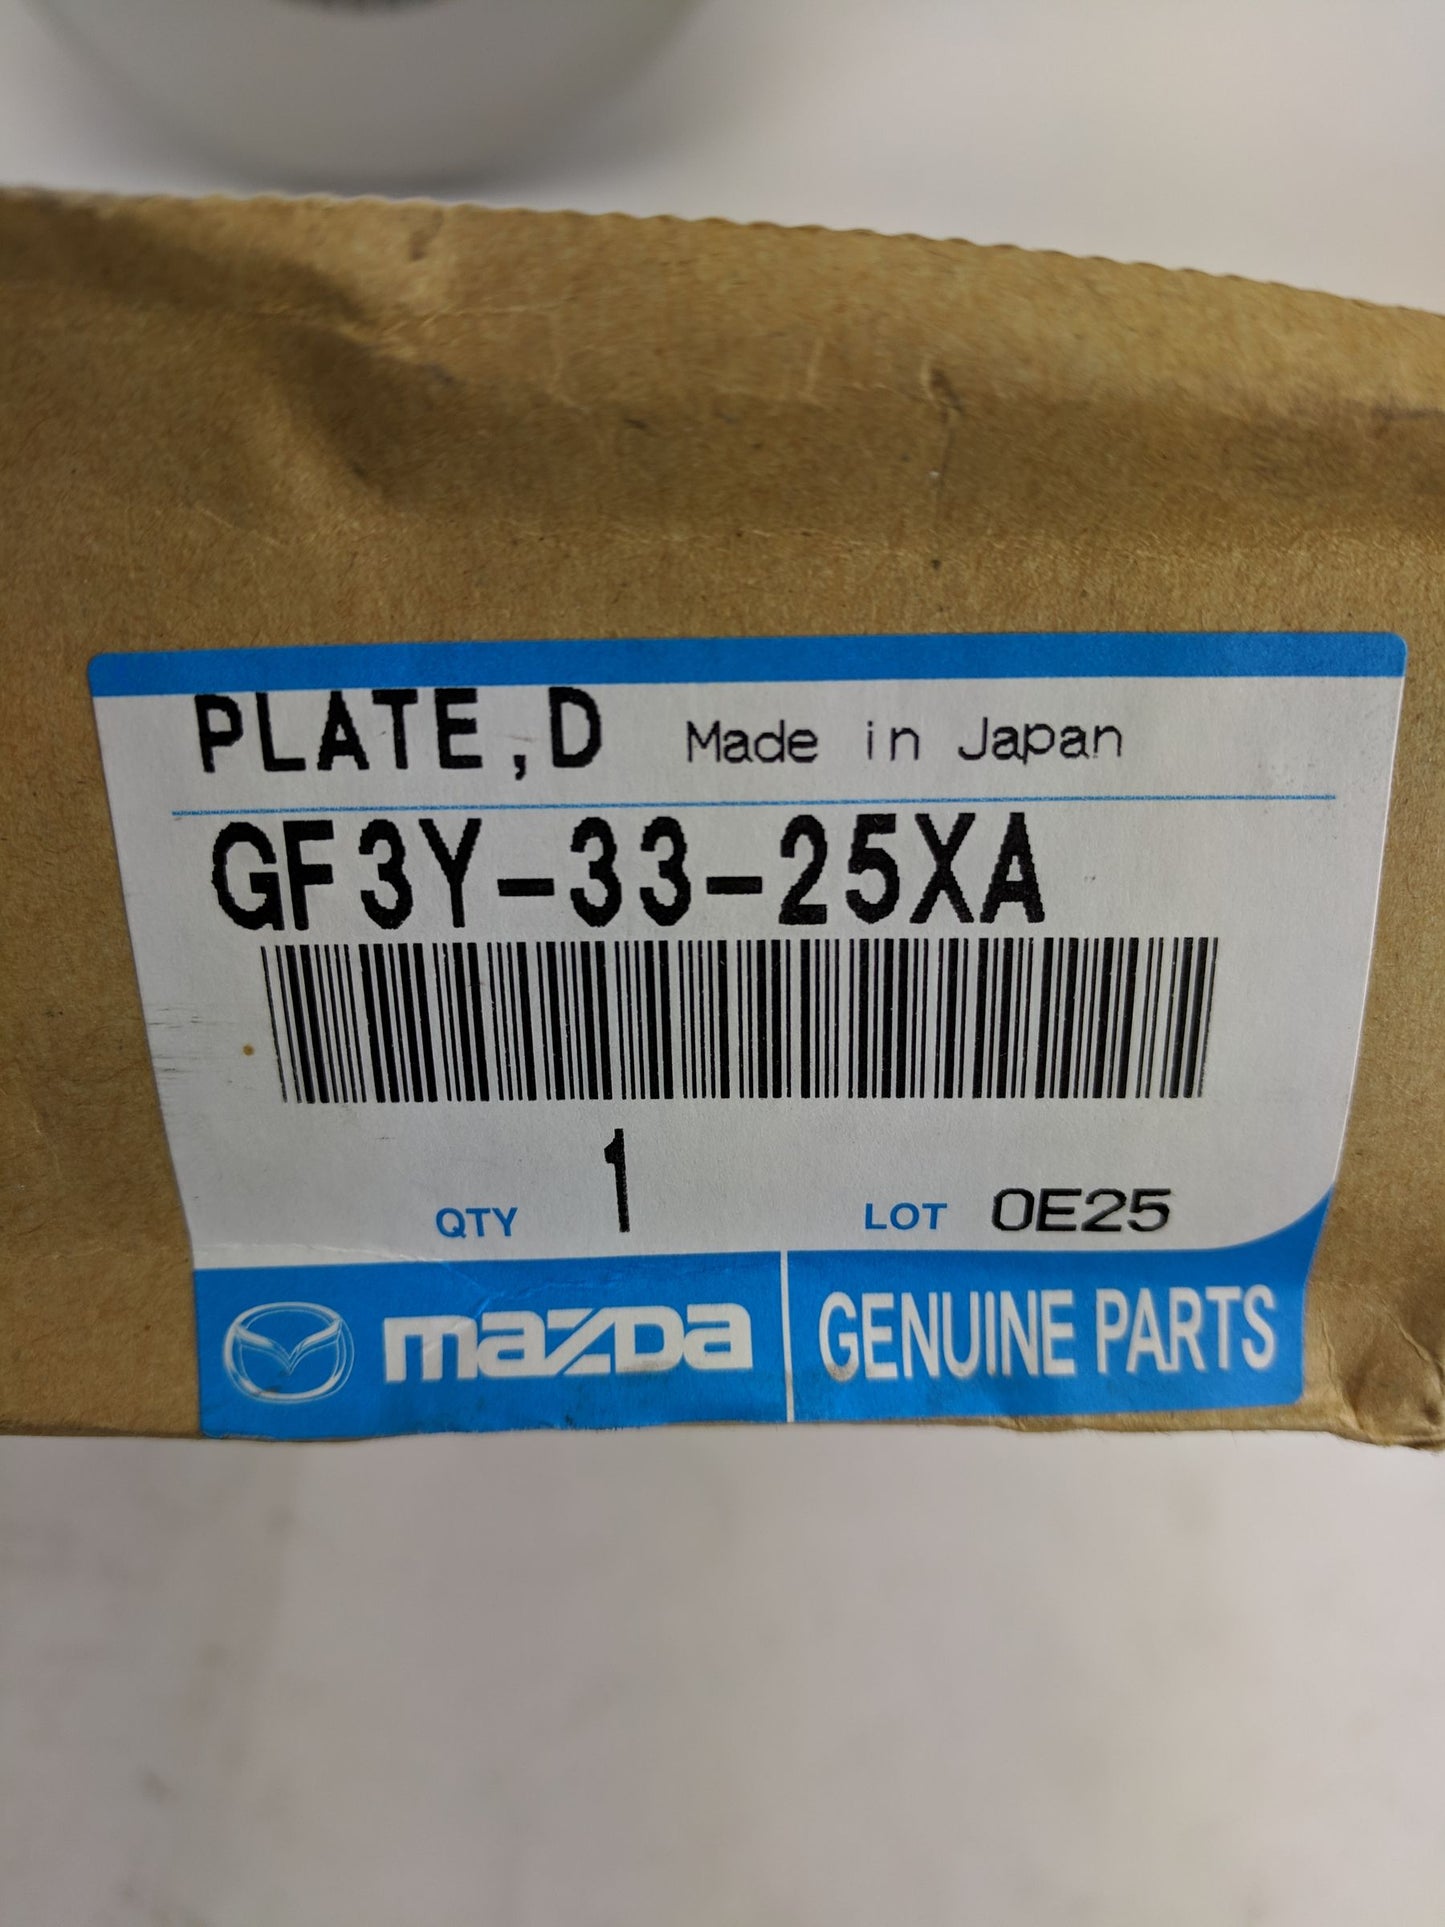 PLATE,D Made in Japan
GF3Y-33-25XA
QTY 1 LOT 0E25
mazda GENUINE PARTS